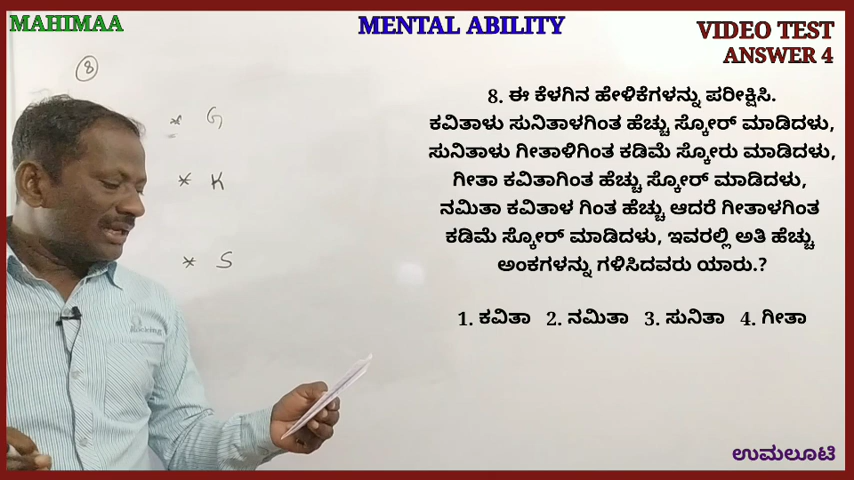 MAHIMAA
MENTAL ABILITY
VIDEO TEST
ANSWER 4
8
* G
* K
* S
8. ಈ ಕೆಳಗಿನ ಹೇಳಿಕೆಗಳನ್ನು ಪರೀಕ್ಷಿಸಿ.
ಕವಿತಾಳು ಸುನಿತಾಳಗಿಂತ ಹೆಚ್ಚು ಸ್ಕೋರ್ ಮಾಡಿದಳು,
ಸುನಿತಾಳು ಗೀತಾಳಿಗಿಂತ ಕಡಿಮೆ ಸ್ಕೋರು ಮಾಡಿದಳು,
ಗೀತಾ ಕವಿತಾಗಿಂತ ಹೆಚ್ಚು ಸ್ಕೋರ್ ಮಾಡಿದಳು,
ನಮಿತಾ ಕವಿತಾಳ ಗಿಂತ ಹೆಚ್ಚು ಆದರೆ ಗೀತಾಳಗಿಂತ
ಕಡಿಮೆ ಸ್ಕೋರ್ ಮಾಡಿದಳು, ಇವರಲ್ಲಿ ಅತಿ ಹೆಚ್ಚು
ಅಂಕಗಳನ್ನು ಗಳಿಸಿದವರು ಯಾರು.?
1. ಕವಿತಾ 2. ನಮಿತಾ 3. ಸುನಿತಾ 4. ಗೀತಾ
ಉಮಲೂಟಿ